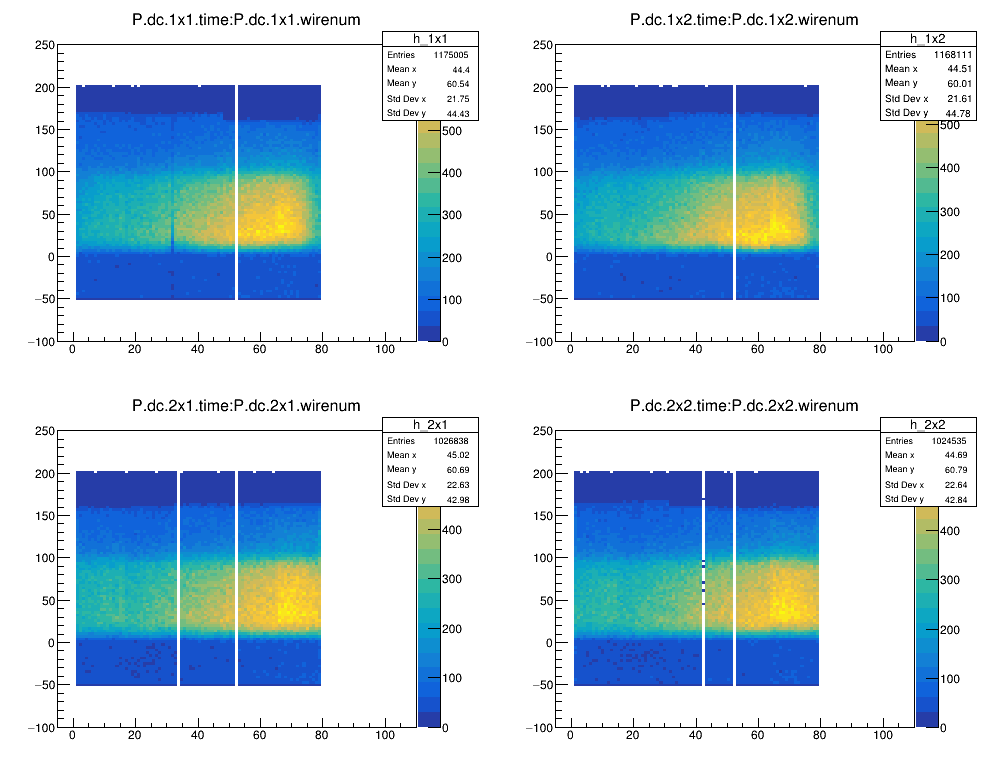 P.dc.1x1.time:P.dc.1x1.wirenum
h_1x1
Entries 1175005
Mean x 44.4
Mean y 60.54
Std Dev x 21.75
Std Dev y 44.43
250
200
150
100
50
0
−50
−100
0 20 40 60 80 100
500
400
300
200
100
0
P.dc.1x2.time:P.dc.1x2.wirenum
h_1x2
Entries 1168111
Mean x 44.51
Mean y 60.01
Std Dev x 21.61
Std Dev y 44.78
250
200
150
100
50
0
−50
−100
0 20 40 60 80 100
500
400
300
200
100
0
P.dc.2x1.time:P.dc.2x1.wirenum
h_2x1
Entries 1026838
Mean x 45.02
Mean y 60.69
Std Dev x 22.63
Std Dev y 42.98
250
200
150
100
50
0
−50
−100
0 20 40 60 80 100
400
300
200
100
0
P.dc.2x2.time:P.dc.2x2.wirenum
h_2x2
Entries 1024535
Mean x 44.69
Mean y 60.79
Std Dev x 22.64
Std Dev y 42.84
250
200
150
100
50
0
−50
−100
0 20 40 60 80 100
400
300
200
100
0